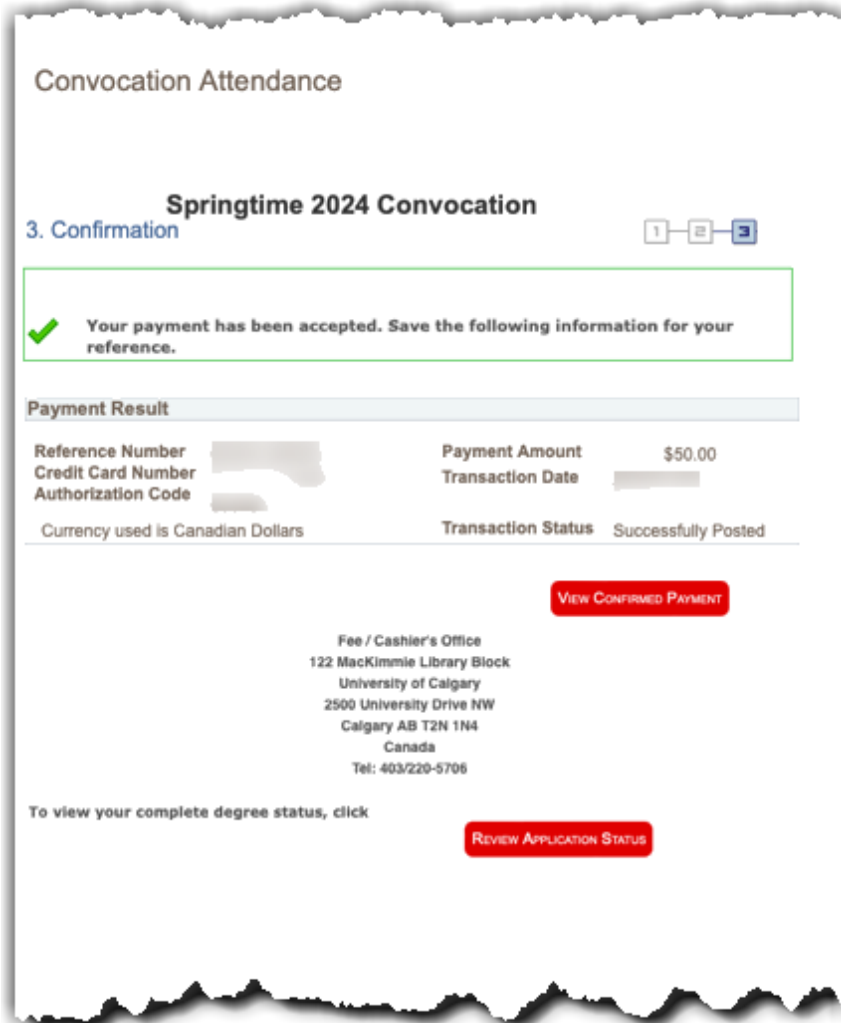 Convocation Attendance
Springtime 2024 Convocation
3. Confirmation
1 2 3
Your payment has been accepted. Save the following information for your
reference.
Payment Result
Reference Number
Credit Card Number
Authorization Code
Currency used is Canadian Dollars
Payment Amount $50.00
Transaction Date
Transaction Status Successfully Posted
VIEW CONFIRMED PAYMENT
Fee / Cashier's Office
122 MacKimmie Library Block
University of Calgary
2500 University Drive NW
Calgary AB T2N 1N4
Canada
Tel: 403/220-5706
To view your complete degree status, click
REVIEW APPLICATION STATUS